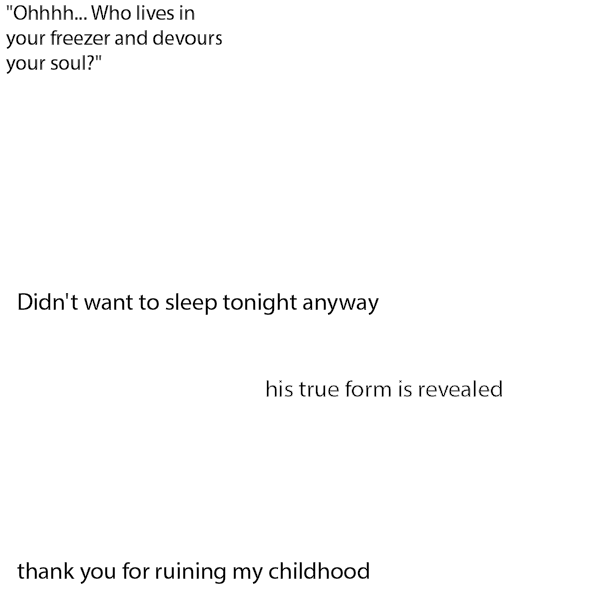 "Ohhhh... Who lives in
your freezer and devours
your soul?"
Didn't want to sleep tonight anyway
his true form is revealed
thank you for ruining my childhood